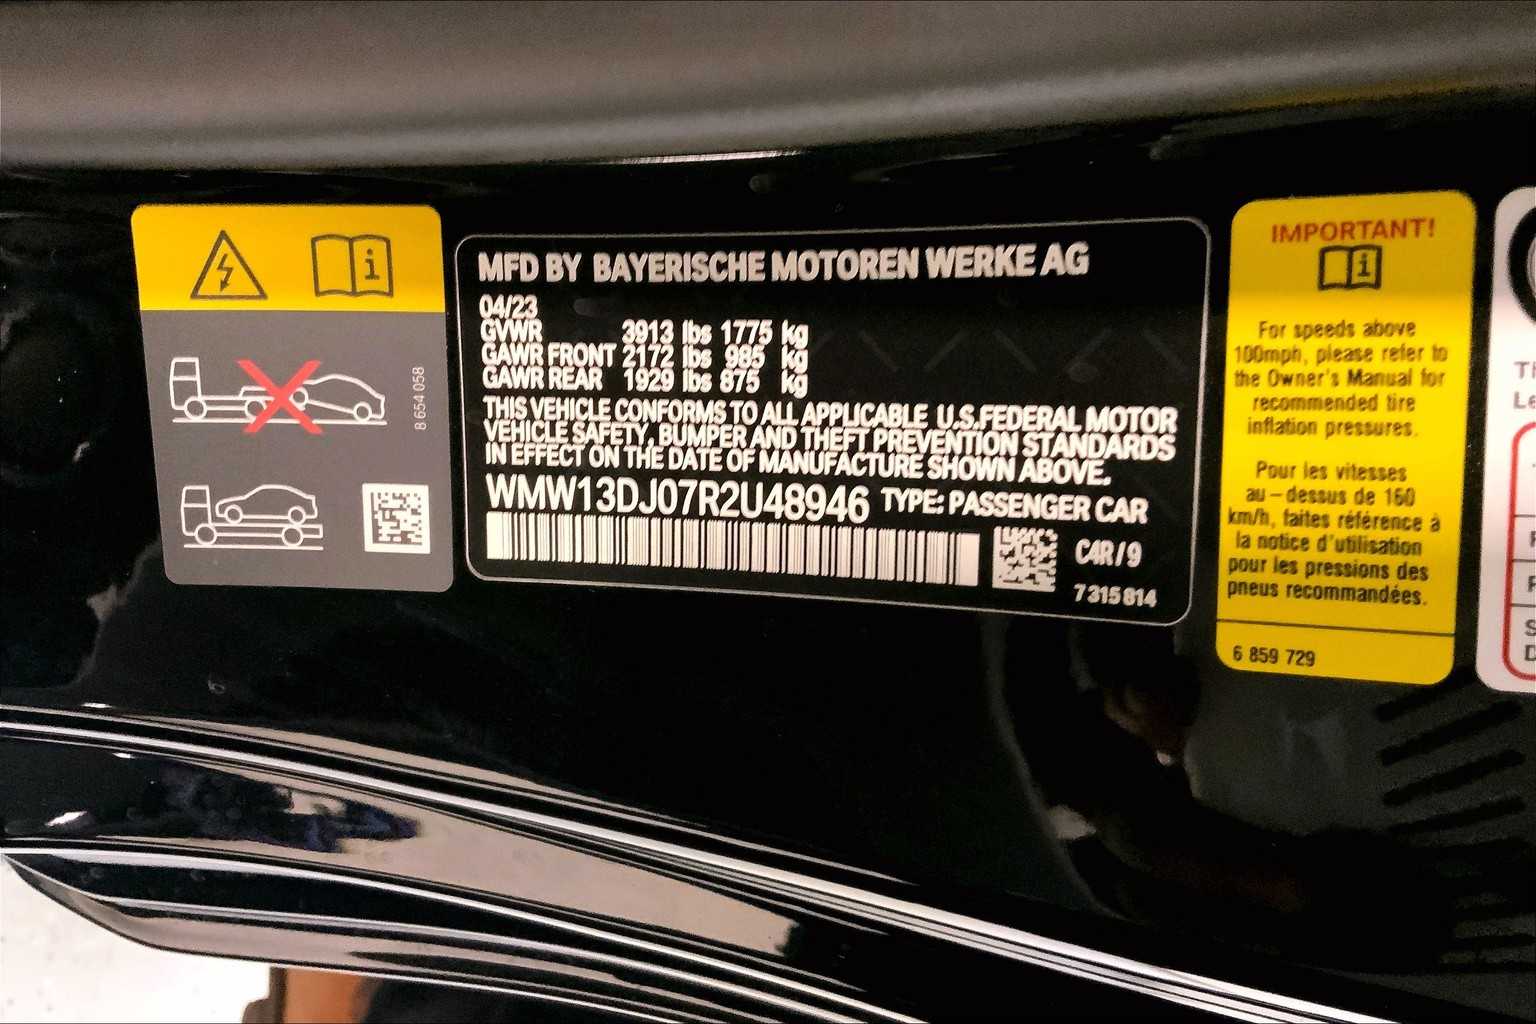 8 654 058
MFD BY BAYERISCHE MOTOREN WERKE AG
04/23
GVWR 3913 lbs 1775 kg
GAWR FRONT 2172 lbs 985 kg
GAWR REAR 1929 lbs 875 kg
THIS VEHICLE CONFORMS TO ALL APPLICABLE U.S.FEDERAL MOTOR
VEHICLE SAFETY, BUMPER AND THEFT PREVENTION STANDARDS
IN EFFECT ON THE DATE OF MANUFACTURE SHOWN ABOVE.
WMW13DJ07R2U48946 TYPE: PASSENGER CAR
C4R/9
7 315 814
IMPORTANT!
For speeds above
100mph, please refer to
the Owner's Manual for
recommended tire
inflation pressures.
Pour les vitesses
au-dessus de 160
km/h, faites référence à
la notice d'utilisation
pour les pressions des
pneus recommandées.
6 859 729